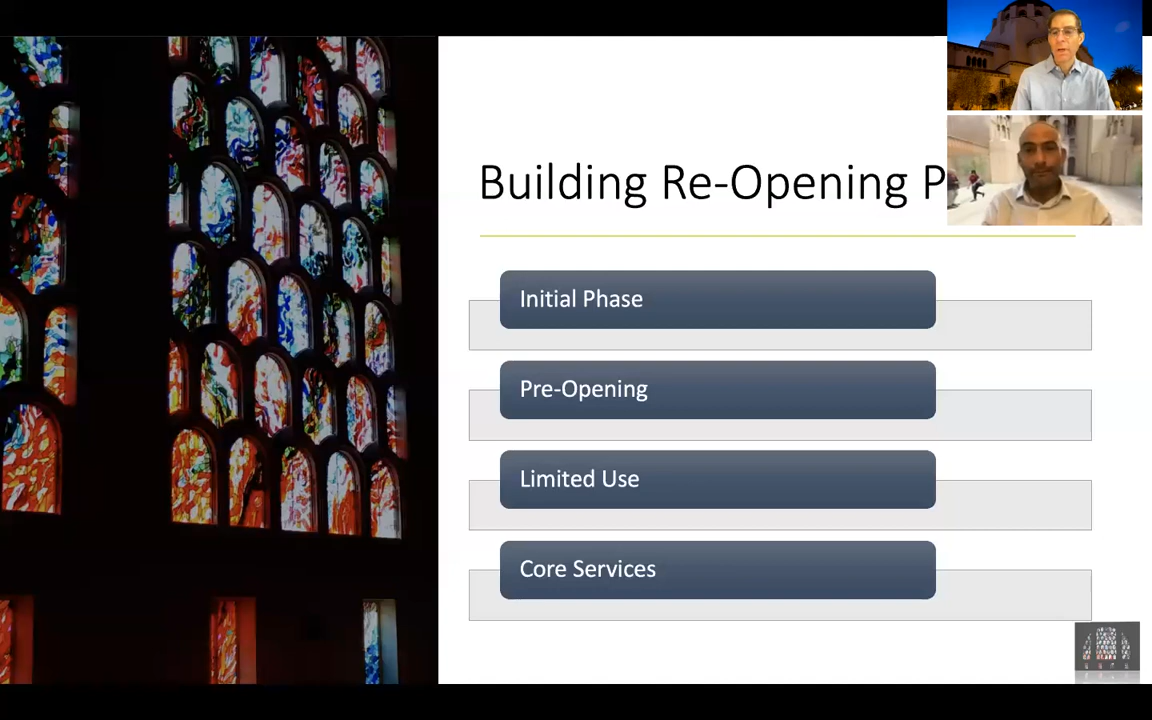 Building Re-Opening P
Initial Phase
Pre-Opening
Limited Use
Core Services